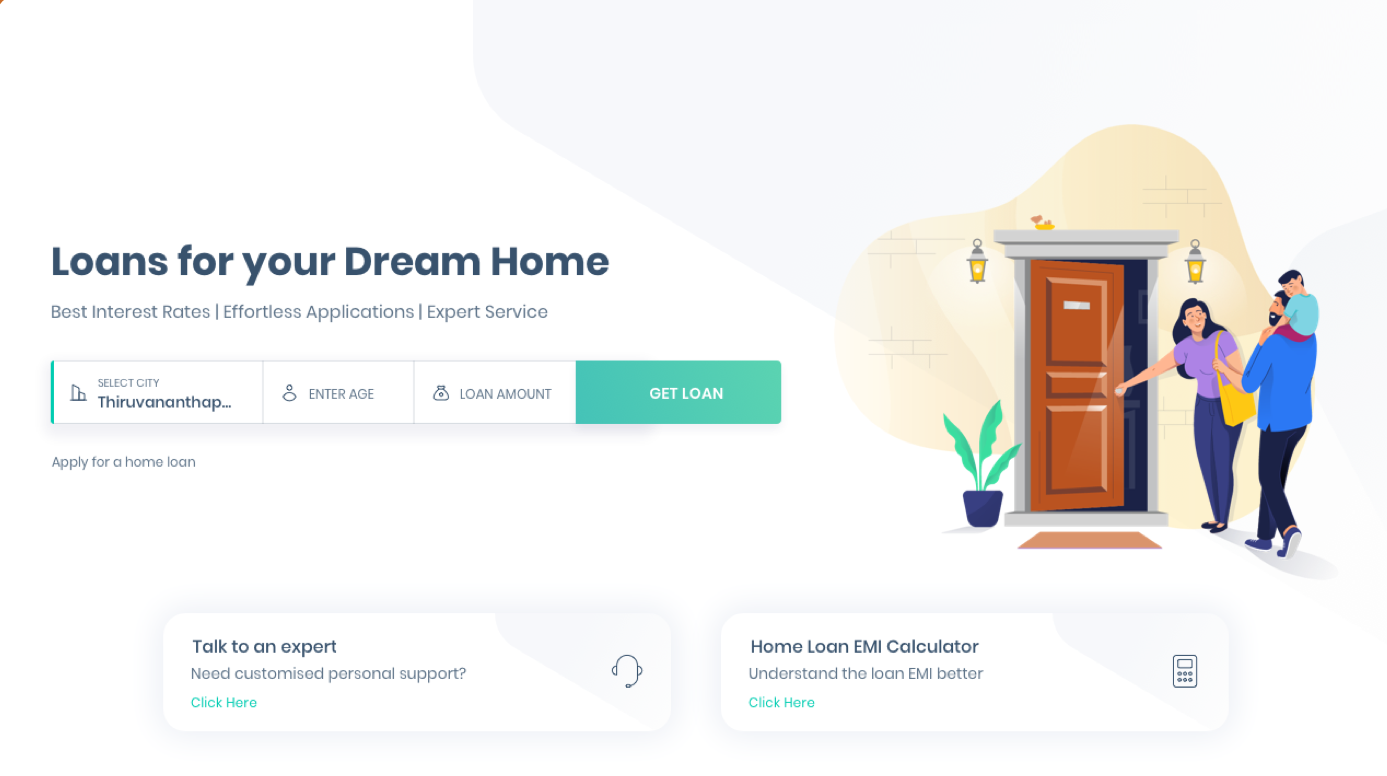 Loans for your Dream Home
Best Interest Rates | Effortless Applications | Expert Service
SELECT CITY
Thiruvananthap...
ENTER AGE
LOAN AMOUNT
GET LOAN
Apply for a home loan
Talk to an expert
Need customised personal support?
Click Here
Home Loan EMI Calculator
Understand the loan EMI better
Click Here